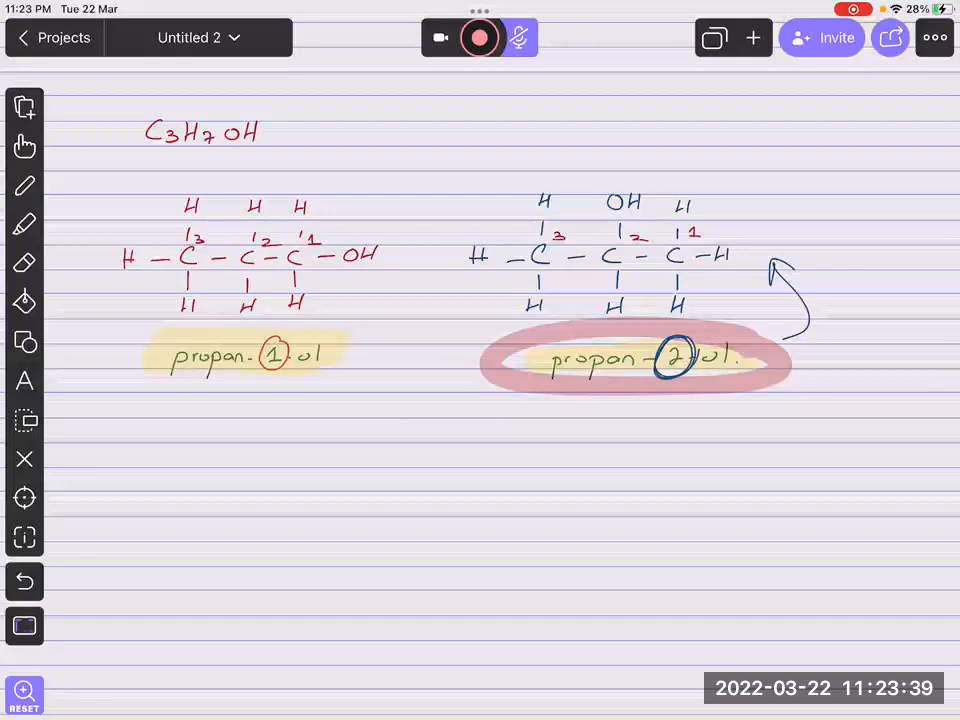 11:23 PM Tue 22 Mar 28%
Projects Untitled 2 Invite
C3H7OH
H H H
3 2 1
H - C - C - C - OH
H H H
propan-1-ol
H OH H
3 2 1
H - C - C - C - H
H H H
propan-2-ol.
A
RESET
2022-03-22 11:23:39